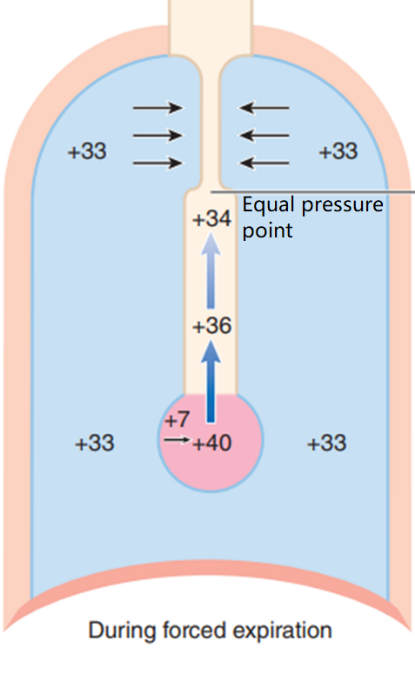 +33
+33
Equal pressure
point
+34
+36
+7
+40
+33
+33
During forced expiration